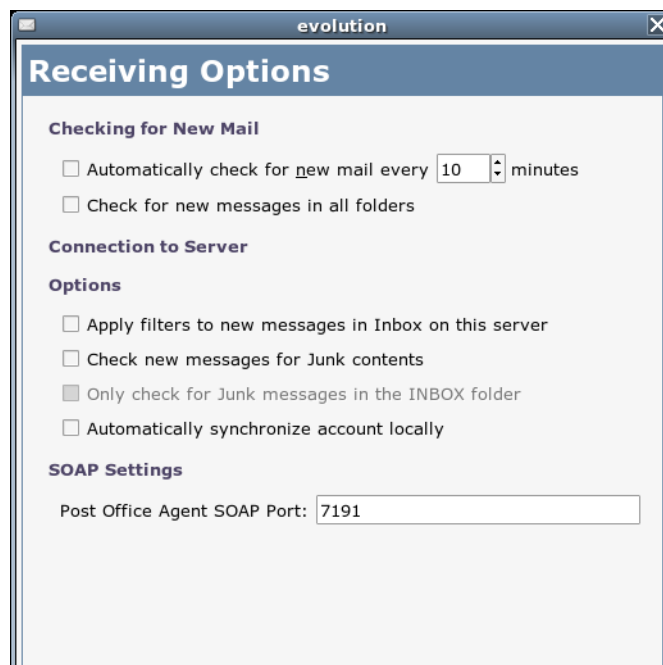 evolution
Receiving Options
Checking for New Mail
Automatically check for new mail every 10 minutes
Check for new messages in all folders
Connection to Server
Options
Apply filters to new messages in Inbox on this server
Check new messages for Junk contents
Only check for Junk messages in the INBOX folder
Automatically synchronize account locally
SOAP Settings
Post Office Agent SOAP Port: 7191